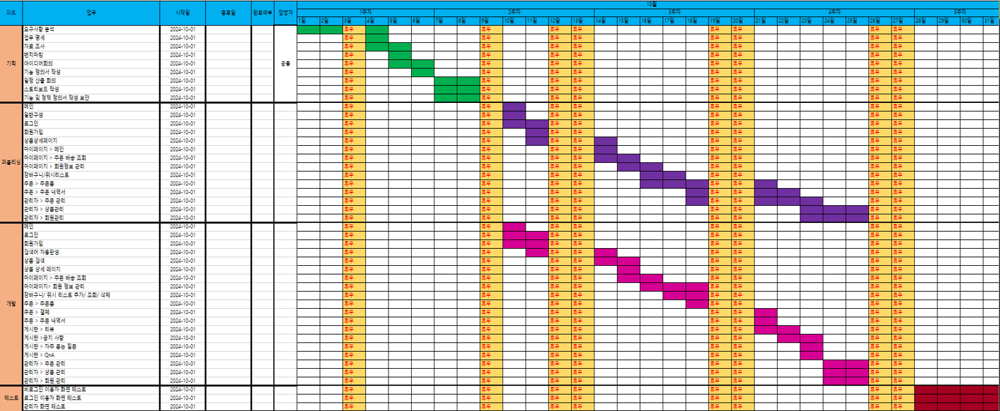 파트 업무 시작일 종료일 완료여부 담당자 10월
1주차 2주차 3주차 4주차 5주차
1일 2일 3일 4일 5일 6일 7일 8일 9일 10일 11일 12일 13일 14일 15일 16일 17일 18일 19일 20일 21일 22일 23일 24일 25일 26일 27일 28일 29일 30일 31일
기획 공통
요구사항 분석 2024-10-01 휴무 휴무 휴무 휴무 휴무 휴무 휴무 휴무
업무 명세 2024-10-01 휴무 휴무 휴무 휴무 휴무 휴무 휴무 휴무
자료 조사 2024-10-01 휴무 휴무 휴무 휴무 휴무 휴무 휴무 휴무
벤치마킹 2024-10-01 휴무 휴무 휴무 휴무 휴무 휴무 휴무 휴무
아이디어회의 2024-10-01 휴무 휴무 휴무 휴무 휴무 휴무 휴무 휴무
기능 정의서 작성 2024-10-01 휴무 휴무 휴무 휴무 휴무 휴무 휴무 휴무
일정 산출 회의 2024-10-01 휴무 휴무 휴무 휴무 휴무 휴무 휴무 휴무
스토리보드 작성 2024-10-01 휴무 휴무 휴무 휴무 휴무 휴무 휴무 휴무
기능 및 정책 정의서 작성 보안 2024-10-01 휴무 휴무 휴무 휴무 휴무 휴무 휴무 휴무
퍼블리싱
메인 2024-10-01 휴무 휴무 휴무 휴무 휴무 휴무 휴무 휴무
일반구성 2024-10-01 휴무 휴무 휴무 휴무 휴무 휴무 휴무 휴무
로그인 2024-10-01 휴무 휴무 휴무 휴무 휴무 휴무 휴무 휴무
회원가입 2024-10-01 휴무 휴무 휴무 휴무 휴무 휴무 휴무 휴무
상품상세페이지 2024-10-01 휴무 휴무 휴무 휴무 휴무 휴무 휴무 휴무
마이페이지 > 메인 2024-10-01 휴무 휴무 휴무 휴무 휴무 휴무 휴무 휴무
마이페이지 > 주문 배송 조회 2024-10-01 휴무 휴무 휴무 휴무 휴무 휴무 휴무 휴무
마이페이지 > 회원정보 관리 2024-10-01 휴무 휴무 휴무 휴무 휴무 휴무 휴무 휴무
장바구니/위시리스트 2024-10-01 휴무 휴무 휴무 휴무 휴무 휴무 휴무 휴무
주문 > 주문폼 2024-10-01 휴무 휴무 휴무 휴무 휴무 휴무 휴무 휴무
주문 > 주문 내역서 2024-10-01 휴무 휴무 휴무 휴무 휴무 휴무 휴무 휴무
관리자 > 주문 관리 2024-10-01 휴무 휴무 휴무 휴무 휴무 휴무 휴무 휴무
관리자 > 상품관리 2024-10-01 휴무 휴무 휴무 휴무 휴무 휴무 휴무 휴무
관리자 > 회원관리 2024-10-01 휴무 휴무 휴무 휴무 휴무 휴무 휴무 휴무
개발
메인 2024-10-01 휴무 휴무 휴무 휴무 휴무 휴무 휴무 휴무
로그인 2024-10-01 휴무 휴무 휴무 휴무 휴무 휴무 휴무 휴무
회원가입 2024-10-01 휴무 휴무 휴무 휴무 휴무 휴무 휴무 휴무
검색어 자동완성 2024-10-01 휴무 휴무 휴무 휴무 휴무 휴무 휴무 휴무
상품 검색 2024-10-01 휴무 휴무 휴무 휴무 휴무 휴무 휴무 휴무
상품 상세 페이지 2024-10-01 휴무 휴무 휴무 휴무 휴무 휴무 휴무 휴무
마이페이지 > 주문 배송 조회 2024-10-01 휴무 휴무 휴무 휴무 휴무 휴무 휴무 휴무
마이페이지> 회원 정보 관리 2024-10-01 휴무 휴무 휴무 휴무 휴무 휴무 휴무 휴무
장바구니/ 위시 리스트 추가/ 조회/ 삭제 2024-10-01 휴무 휴무 휴무 휴무 휴무 휴무 휴무 휴무
주문 > 주문폼 2024-10-01 휴무 휴무 휴무 휴무 휴무 휴무 휴무 휴무
주문 > 결제 2024-10-01 휴무 휴무 휴무 휴무 휴무 휴무 휴무 휴무
주문 > 주문 내역서 2024-10-01 휴무 휴무 휴무 휴무 휴무 휴무 휴무 휴무
게시판 > 리뷰 2024-10-01 휴무 휴무 휴무 휴무 휴무 휴무 휴무 휴무
게시판 >공지 사항 2024-10-01 휴무 휴무 휴무 휴무 휴무 휴무 휴무 휴무
게시판 > 자주 묻는 질문 2024-10-01 휴무 휴무 휴무 휴무 휴무 휴무 휴무 휴무
게시판 > QnA 2024-10-01 휴무 휴무 휴무 휴무 휴무 휴무 휴무 휴무
관리자 > 주문 관리 2024-10-01 휴무 휴무 휴무 휴무 휴무 휴무 휴무 휴무
관리자 > 상품 관리 2024-10-01 휴무 휴무 휴무 휴무 휴무 휴무 휴무 휴무
관리자 > 회원 관리 2024-10-01 휴무 휴무 휴무 휴무 휴무 휴무 휴무 휴무
테스트
비로그인 이용자 화면 테스트 2024-10-01 휴무 휴무 휴무 휴무 휴무 휴무 휴무 휴무
로그인 이용자 화면 테스트 2024-10-01 휴무 휴무 휴무 휴무 휴무 휴무 휴무 휴무
관리자 화면 테스트 2024-10-01 휴무 휴무 휴무 휴무 휴무 휴무 휴무 휴무